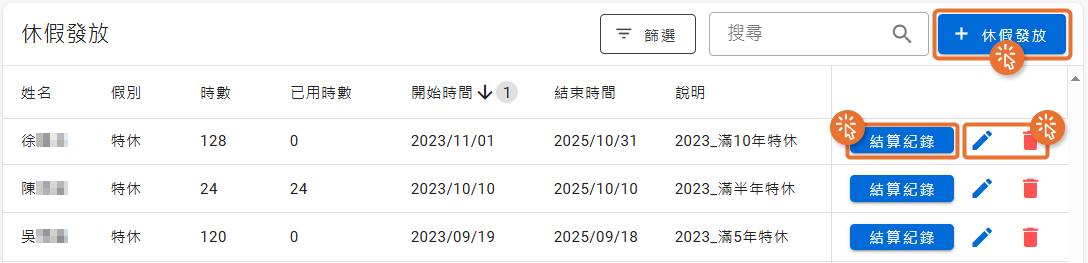 休假發放 篩選 搜尋 + 休假發放
姓名 假別 時數 已用時數 開始時間 1 結束時間 說明
徐 特休 128 0 2023/11/01 2025/10/31 2023_滿10年特休 結算紀錄
陳 特休 24 24 2023/10/10 2025/10/10 2023_滿半年特休 結算紀錄
吳 特休 120 0 2023/09/19 2025/09/18 2023_滿5年特休 結算紀錄